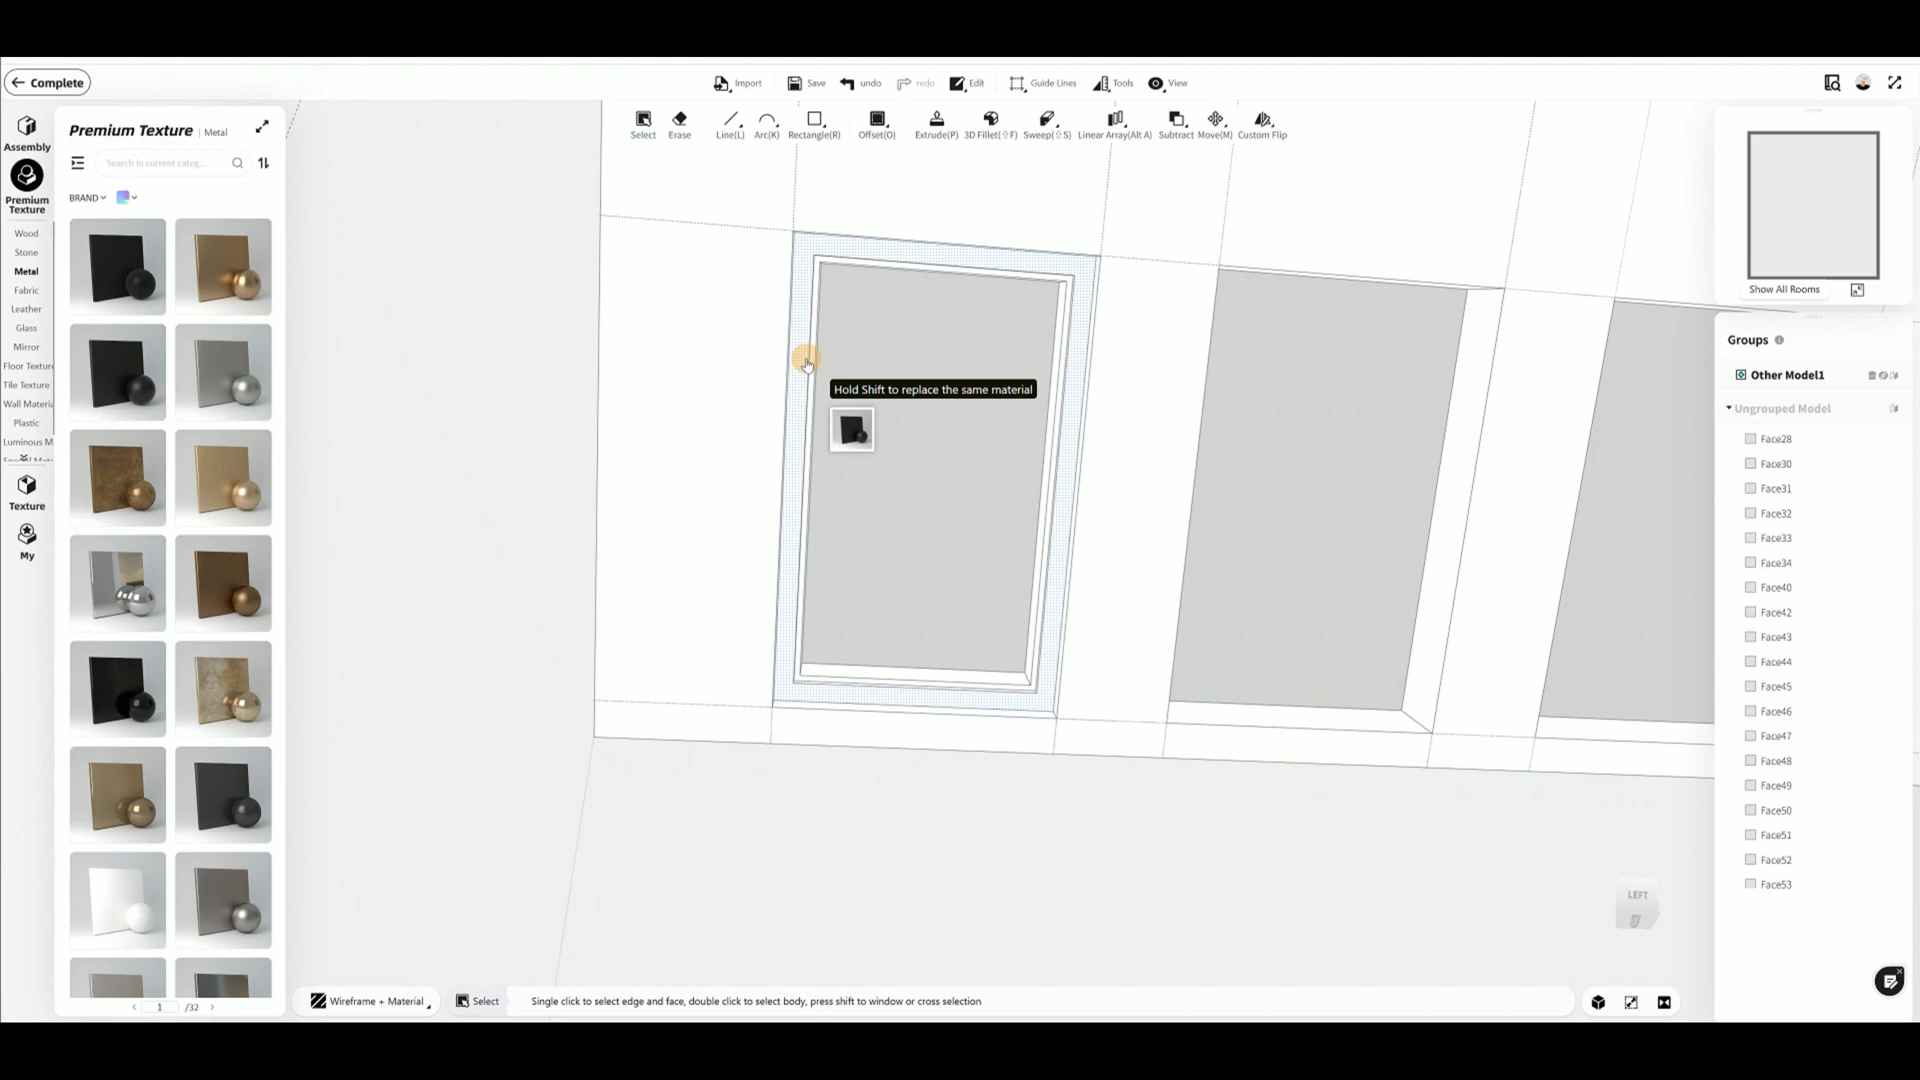 Complete
Import
Save
undo
redo
Edit
Guide Lines
Tools
View
Select
Erase
Line(L)
Arc(K)
Rectangle(R)
Offset(O)
Extrude(P)
3D Fillet(⇧F)
Sweep(⇧S)
Linear Array(Alt A)
Subtract
Move(M)
Custom Flip
Assembly
Premium
Texture
Wood
Stone
Metal
Fabric
Leather
Glass
Mirror
Floor Texture
Tile Texture
Wall Materia
Plastic
Luminous M
Texture
My
Premium Texture | Metal
Search in current categ...
BRAND
1 /32
Hold Shift to replace the same material
Show All Rooms
Groups
Other Model1
Ungrouped Model
Face28
Face30
Face31
Face32
Face33
Face34
Face40
Face42
Face43
Face44
Face45
Face46
Face47
Face48
Face49
Face50
Face51
Face52
Face53
LEFT
Wireframe + Material
Select
Single click to select edge and face, double click to select body, press shift to window or cross selection